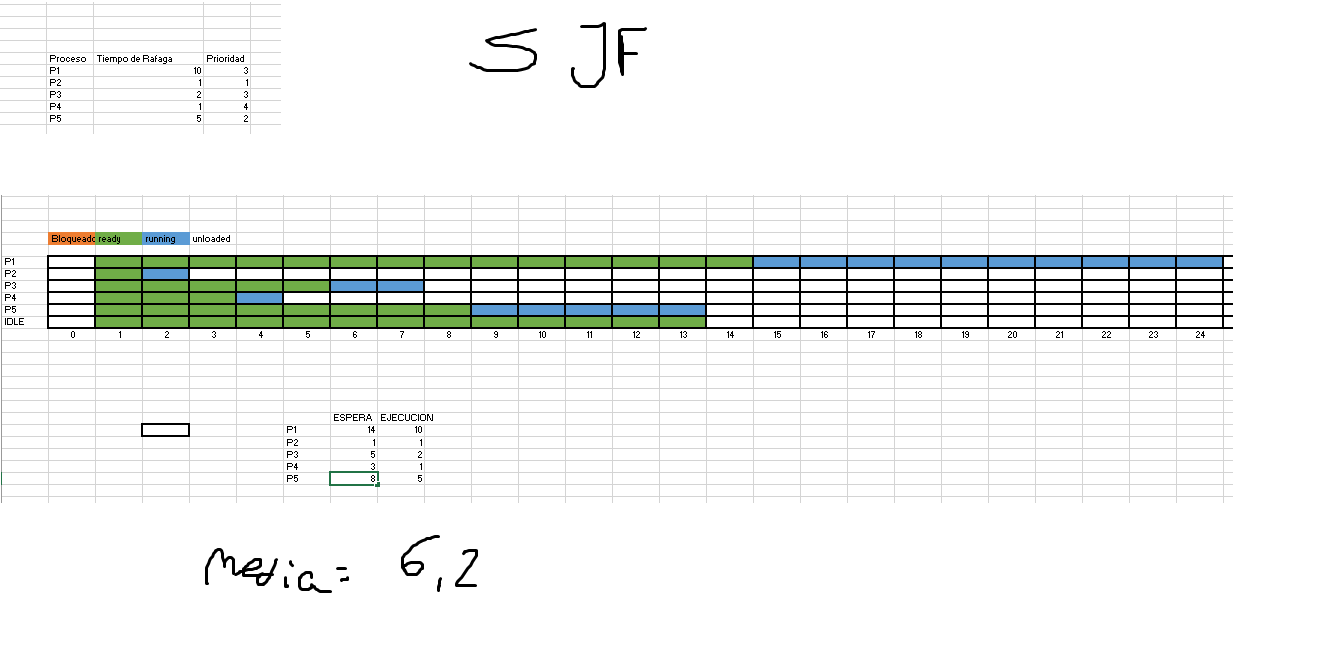 S JF
Proceso Tiempo de Rafaga Prioridad
P1 10 3
P2 1 1
P3 2 3
P4 1 4
P5 5 2
Bloqueado ready running unloaded
P1
P2
P3
P4
P5
IDLE
0 1 2 3 4 5 6 7 8 9 10 11 12 13 14 15 16 17 18 19 20 21 22 23 24
ESPERA EJECUCION
P1 14 10
P2 1 1
P3 5 2
P4 3 1
P5 8 5
media= 6,2